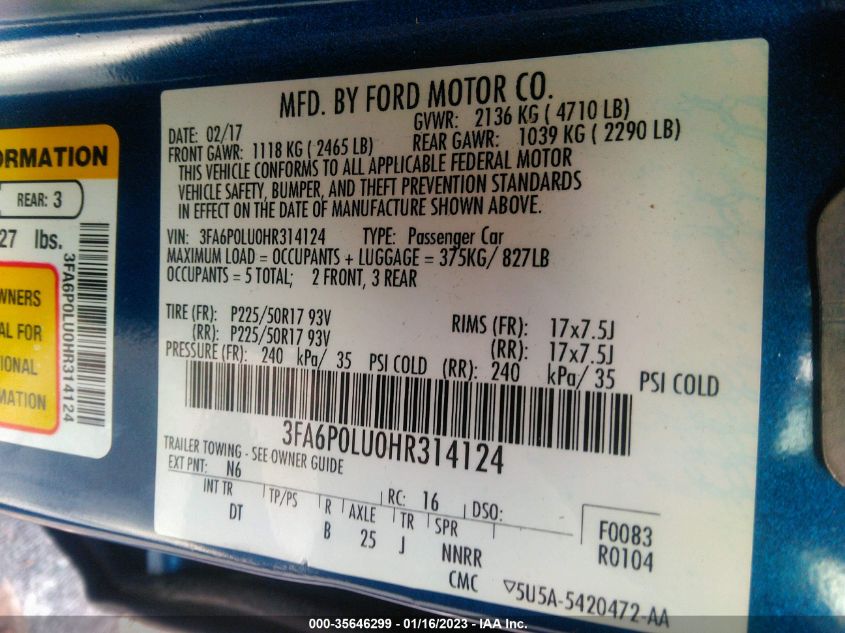 ORMATION
REAR: 3
27 lbs.
WNERS
AL FOR
TIONAL
MATION
3FA6P0LU0HR314124
MFD. BY FORD MOTOR CO.
DATE: 02/17 GVWR: 2136 KG ( 4710 LB)
FRONT GAWR: 1118 KG ( 2465 LB) REAR GAWR: 1039 KG ( 2290 LB)
THIS VEHICLE CONFORMS TO ALL APPLICABLE FEDERAL MOTOR
VEHICLE SAFETY, BUMPER, AND THEFT PREVENTION STANDARDS
IN EFFECT ON THE DATE OF MANUFACTURE SHOWN ABOVE.
VIN: 3FA6P0LU0HR314124 TYPE: Passenger Car
MAXIMUM LOAD = OCCUPANTS + LUGGAGE = 375KG/ 827LB
OCCUPANTS = 5 TOTAL; 2 FRONT, 3 REAR
TIRE (FR): P225/50R17 93V RIMS (FR): 17x7.5J
(RR): P225/50R17 93V (RR): 17x7.5J
PRESSURE (FR): 240 kPa/ 35 PSI COLD (RR): 240 kPa/ 35 PSI COLD
3FA6P0LU0HR314124
TRAILER TOWING - SEE OWNER GUIDE
EXT PNT: N6 RC: 16 DSO:
INT TR TP/PS R AXLE TR SPR F0083
DT B 25 J NNRR R0104
CMC ▽5U5A-5420472-AA
000-35646299 - 01/16/2023 - IAA Inc.